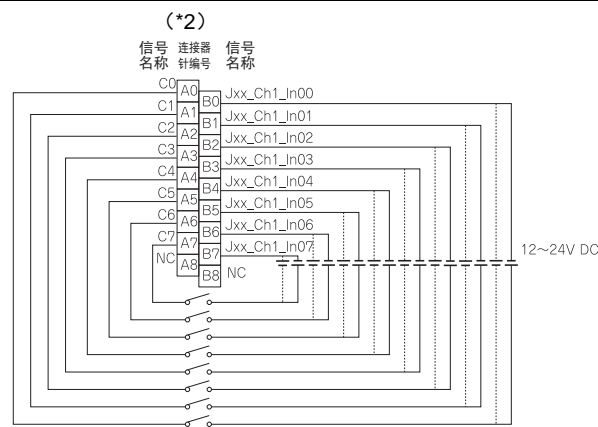 （*2）
信号 连接器 信号
名称 针编号 名称
C0 A0 B0 Jxx_Ch1_In00
C1 A1 B1 Jxx_Ch1_In01
C2 A2 B2 Jxx_Ch1_In02
C3 A3 B3 Jxx_Ch1_In03
C4 A4 B4 Jxx_Ch1_In04
C5 A5 B5 Jxx_Ch1_In05
C6 A6 B6 Jxx_Ch1_In06
C7 A7 B7 Jxx_Ch1_In07
NC A8 B8 NC
12～24V DC